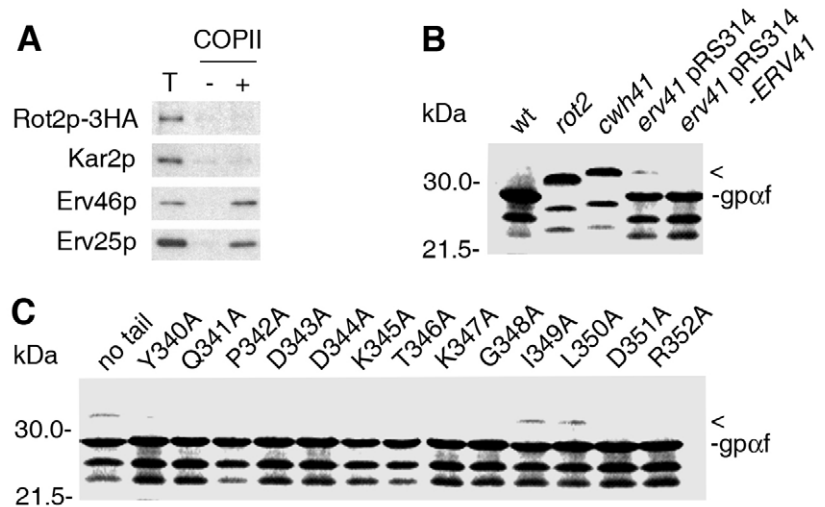 A
COPII
T - +
Rot2p-3HA
Kar2p
Erv46p
Erv25p
B
kDa
wt
rot2
cwh41
erv41 pRS314
erv41 pRS314
-ERV41
<
30.0-
-gpαf
21.5-
C
kDa
no tail
Y340A
Q341A
P342A
D343A
D344A
K345A
T346A
K347A
G348A
I349A
L350A
D351A
R352A
<
30.0-
-gpαf
21.5-